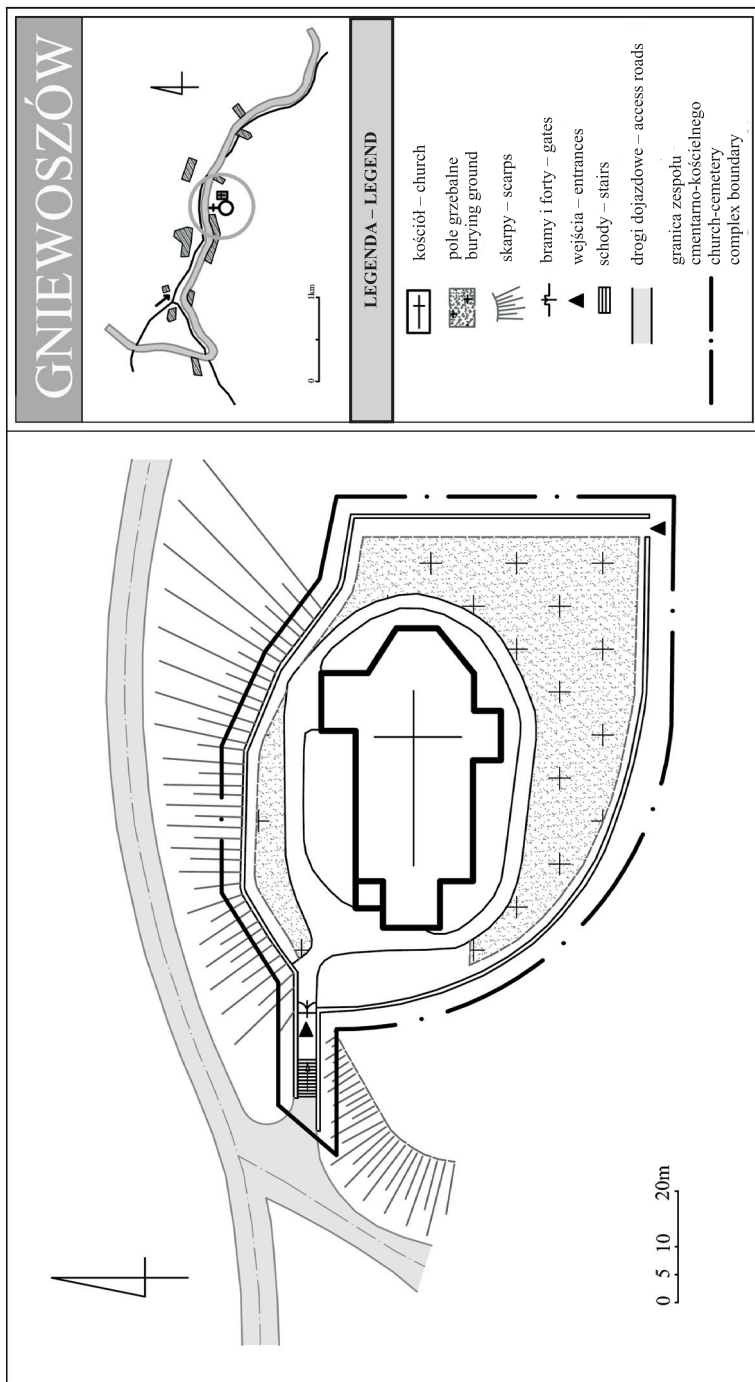 GNIEWOSZÓW
0 1km
LEGENDA – LEGEND
kościół – church
pole grzebalne
burying ground
skarpy – scarps
bramy i forty – gates
wejścia – entrances
schody – stairs
drogi dojazdowe – access roads
granica zespołu
cmentarno-kościelnego
church-cemetery
complex boundary
0 5 10 20m